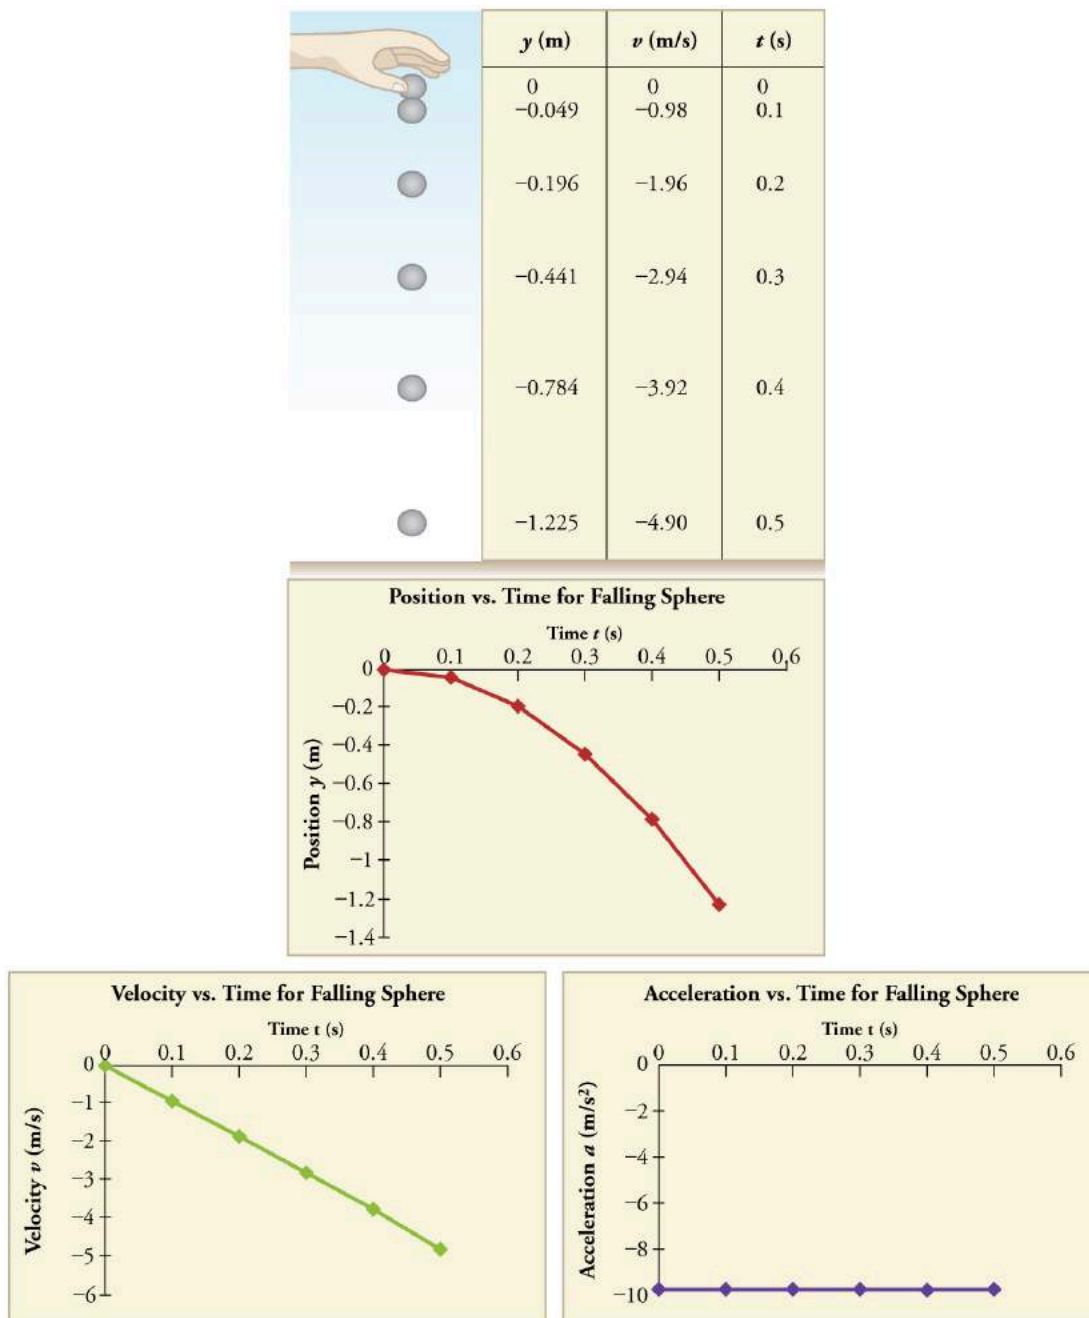 y (m) v (m/s) t (s)
0 0 0
−0.049 −0.98 0.1
−0.196 −1.96 0.2
−0.441 −2.94 0.3
−0.784 −3.92 0.4
−1.225 −4.90 0.5
Position vs. Time for Falling Sphere
Time t (s)
0 0.1 0.2 0.3 0.4 0.5 0,6
0
−0.2
−0.4
−0.6
−0.8
−1
−1.2
−1.4
Position y (m)
Velocity vs. Time for Falling Sphere
Time t (s)
0 0.1 0.2 0.3 0.4 0.5 0.6
0
−1
−2
−3
−4
−5
−6
Velocity v (m/s)
Acceleration vs. Time for Falling Sphere
Time t (s)
0 0.1 0.2 0.3 0.4 0.5 0.6
0
−2
−4
−6
−8
−10
Acceleration a (m/s²)